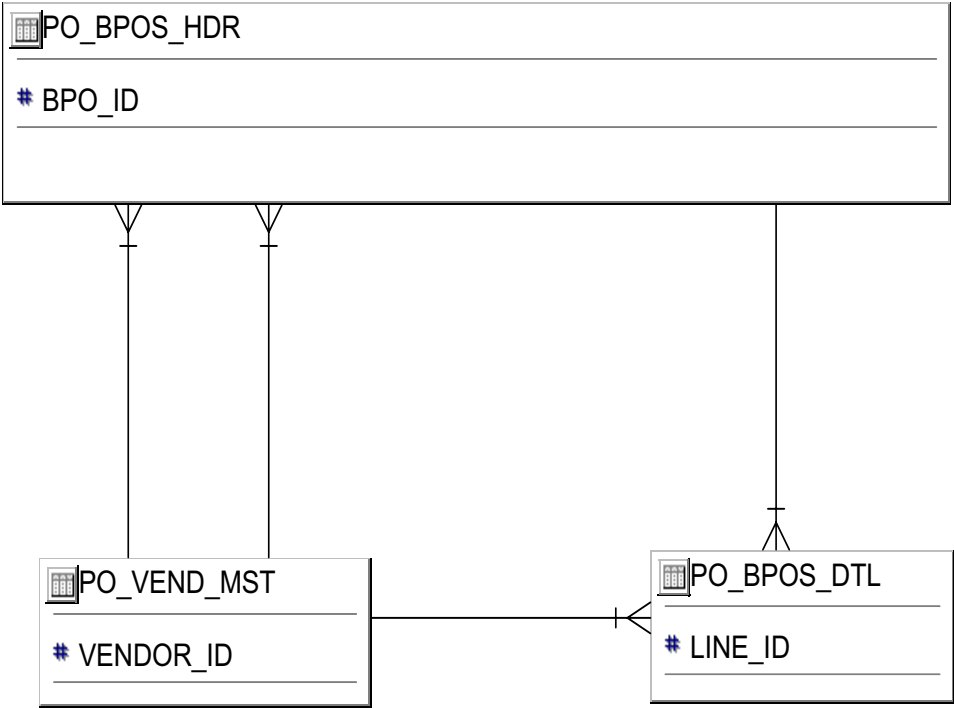 PO_BPOS_HDR
# BPO_ID
PO_VEND_MST
# VENDOR_ID
PO_BPOS_DTL
# LINE_ID